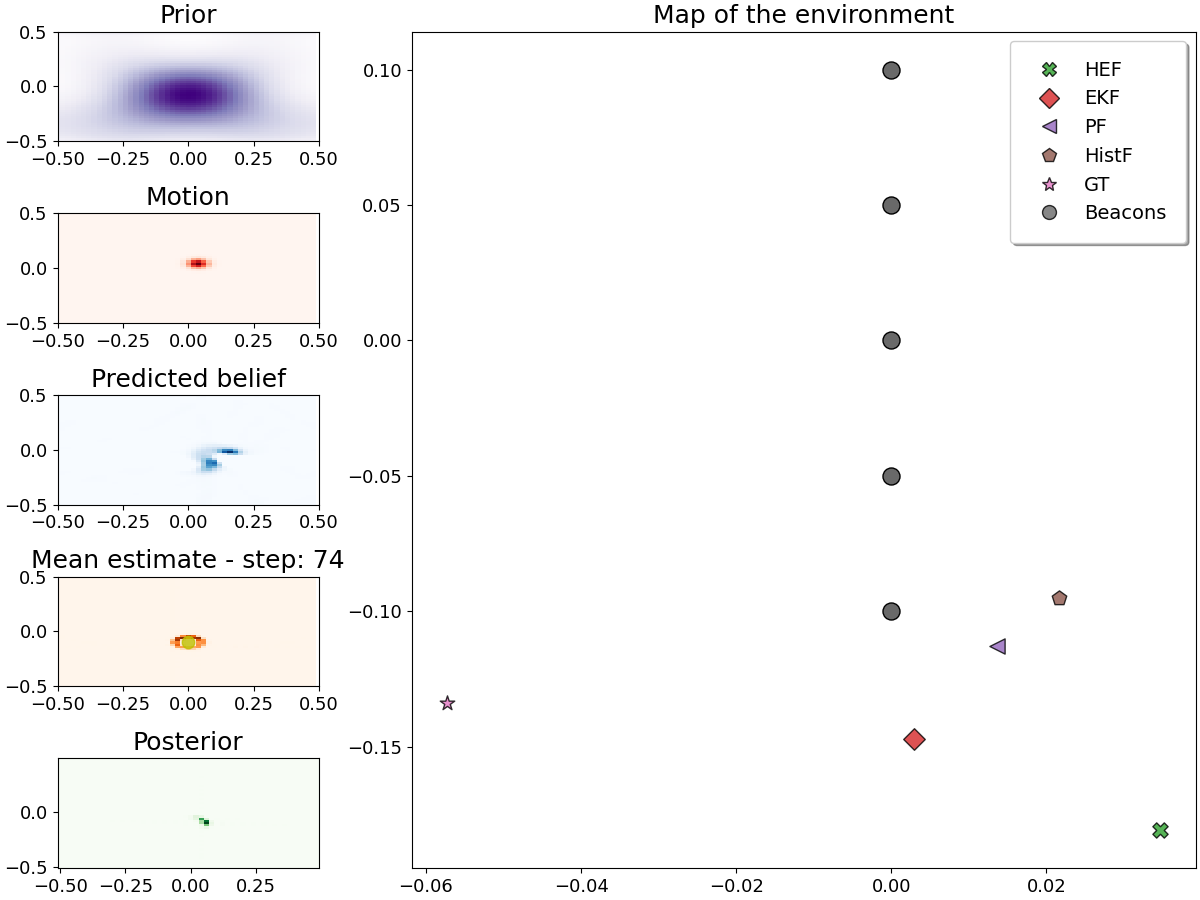 Prior
0.5
0.0
−0.5
−0.50 −0.25 0.00 0.25 0.50
Motion
0.5
0.0
−0.5
−0.50 −0.25 0.00 0.25 0.50
Predicted belief
0.5
0.0
−0.5
−0.50 −0.25 0.00 0.25 0.50
Mean estimate - step: 74
0.5
0.0
−0.5
−0.50 −0.25 0.00 0.25 0.50
Posterior
0.0
−0.5
−0.50 −0.25 0.00 0.25
Map of the environment
0.10
0.05
0.00
−0.05
−0.10
−0.15
−0.06 −0.04 −0.02 0.00 0.02
HEF
EKF
PF
HistF
GT
Beacons